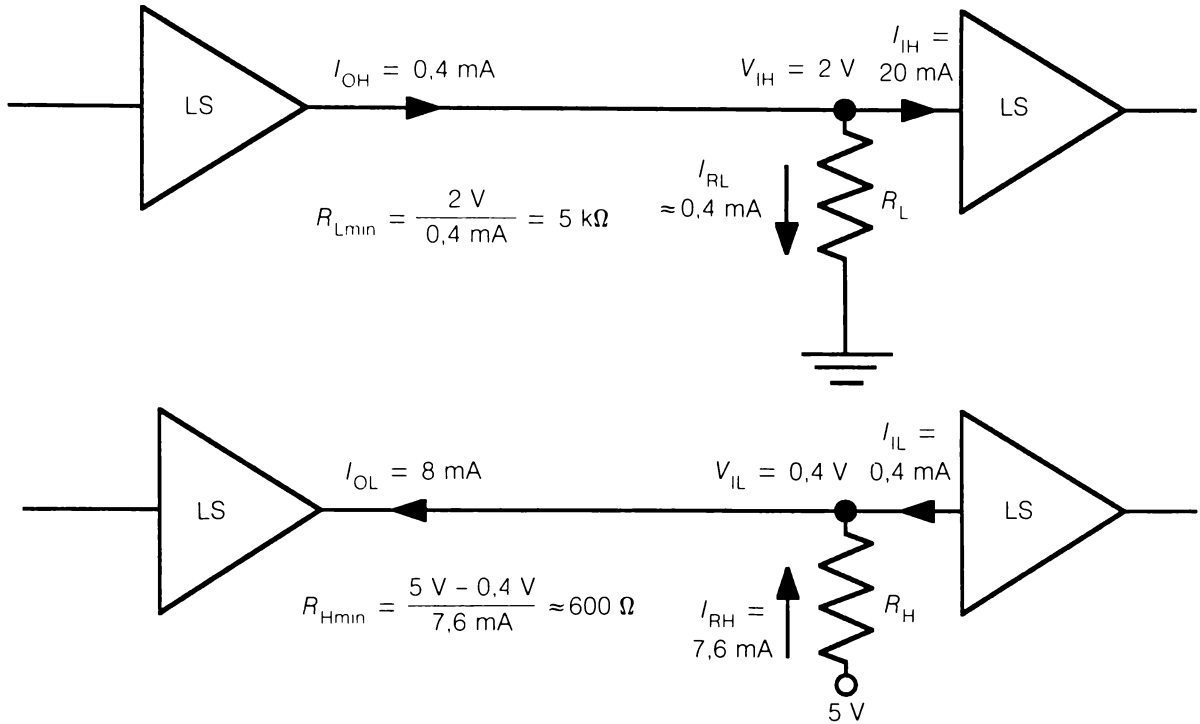 LS
I_OH = 0,4 mA
V_IH = 2 V
I_IH =
20 mA
LS
R_Lmin = 2 V / 0,4 mA = 5 kΩ
I_RL
≈ 0,4 mA
R_L
LS
I_OL = 8 mA
V_IL = 0,4 V
I_IL =
0,4 mA
LS
R_Hmin = 5 V – 0,4 V / 7,6 mA ≈ 600 Ω
I_RH =
7,6 mA
R_H
5 V